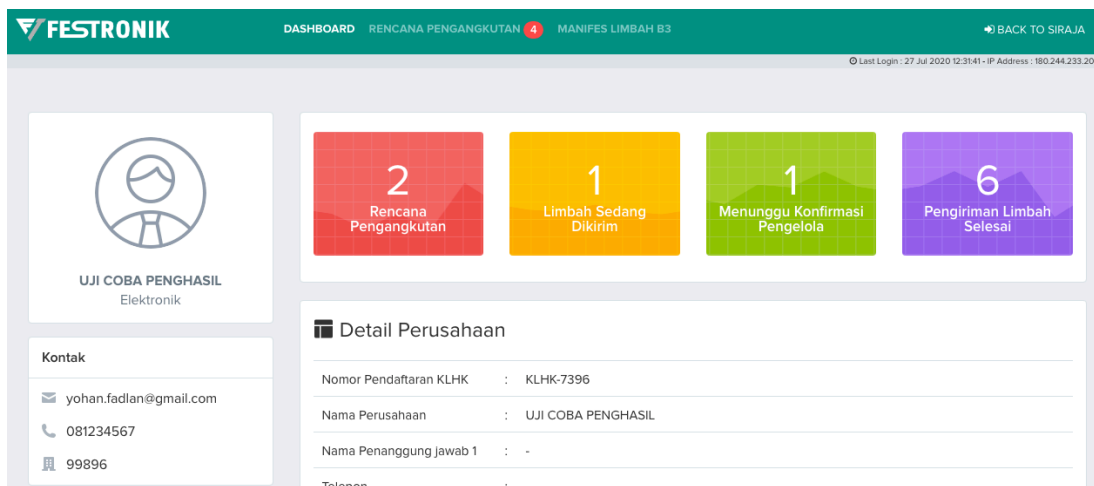 FESTRONIK
DASHBOARD RENCANA PENGANGKUTAN 4 MANIFES LIMBAH B3
BACK TO SIRAJA
Last Login : 27 Jul 2020 12:31:41 - IP Address : 180.244.233.20
UJI COBA PENGHASIL
Elektronik
Kontak
yohan.fadlan@gmail.com
081234567
99896
2
Rencana
Pengangkutan
1
Limbah Sedang
Dikirim
1
Menunggu Konfirmasi
Pengelola
6
Pengiriman Limbah
Selesai
Detail Perusahaan
Nomor Pendaftaran KLHK : KLHK-7396
Nama Perusahaan : UJI COBA PENGHASIL
Nama Penanggung jawab 1 : -
Telepon :